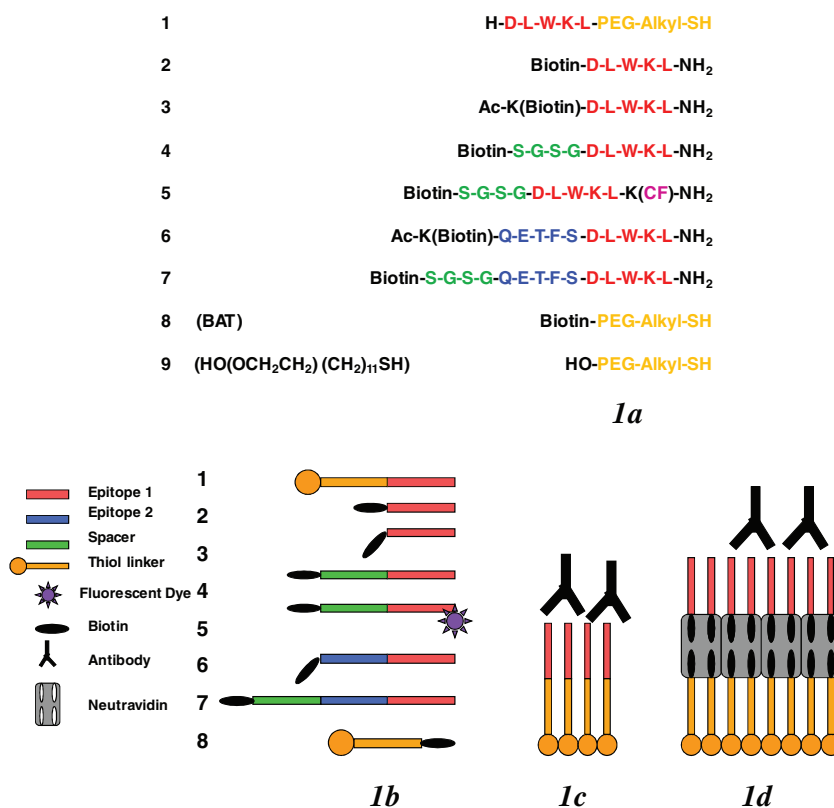 1 H-D-L-W-K-L-PEG-Alkyl-SH
2 Biotin-D-L-W-K-L-NH₂
3 Ac-K(Biotin)-D-L-W-K-L-NH₂
4 Biotin-S-G-S-G-D-L-W-K-L-NH₂
5 Biotin-S-G-S-G-D-L-W-K-L-K(CF)-NH₂
6 Ac-K(Biotin)-Q-E-T-F-S-D-L-W-K-L-NH₂
7 Biotin-S-G-S-G-Q-E-T-F-S-D-L-W-K-L-NH₂
8 (BAT) Biotin-PEG-Alkyl-SH
9 (HO(OCH₂CH₂) (CH₂)₁₁SH) HO-PEG-Alkyl-SH
1a
Epitope 1
Epitope 2
Spacer
Thiol linker
Fluorescent Dye
Biotin
Antibody
Neutravidin
1
2
3
4
5
6
7
8
1b
1c
1d